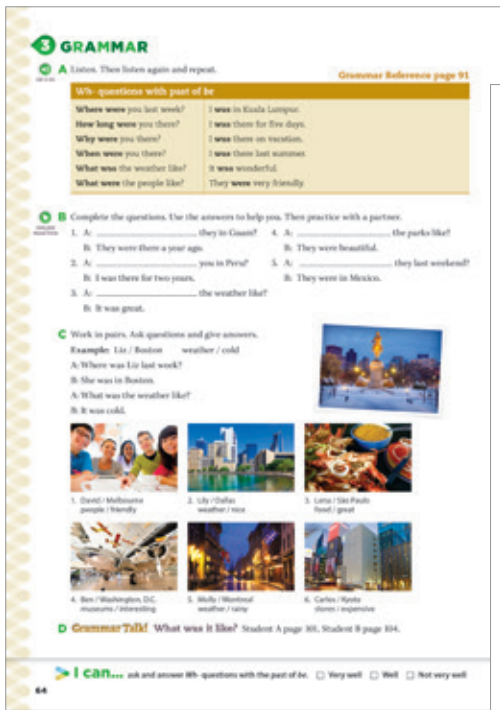 3 GRAMMAR
A Listen. Then listen again and repeat.
Grammar Reference page 91
Wh- questions with past of be
Where were you last week? I was in Kuala Lumpur.
How long were you there? I was there for five days.
Why were you there? I was there on vacation.
When were you there? I was there last summer.
What was the weather like? It was wonderful.
What were the people like? They were very friendly.
B Complete the questions. Use the answers to help you. Then practice with a partner.
1. A: ____________ they in Guam?
B: They were there a year ago.
2. A: ____________ you in Peru?
B: I was there for two years.
3. A: ____________ the weather like?
B: It was great.
4. A: ____________ the parks like?
B: They were beautiful.
5. A: ____________ they last weekend?
B: They were in Mexico.
C Work in pairs. Ask questions and give answers.
Example: Liz / Boston weather / cold
A: Where was Liz last week?
B: She was in Boston.
A: What was the weather like?
B: It was cold.
1. David / Melbourne
people / friendly
2. Lily / Dallas
weather / nice
3. Lena / São Paulo
food / great
4. Ben / Washington, D.C.
museums / interesting
5. Molly / Montreal
weather / rainy
6. Carlos / Kyoto
stores / expensive
D Grammar Talk! What was it like? Student A page 101, Student B page 104.
I can... ask and answer Wh- questions with the past of be. Very well Well Not very well
64